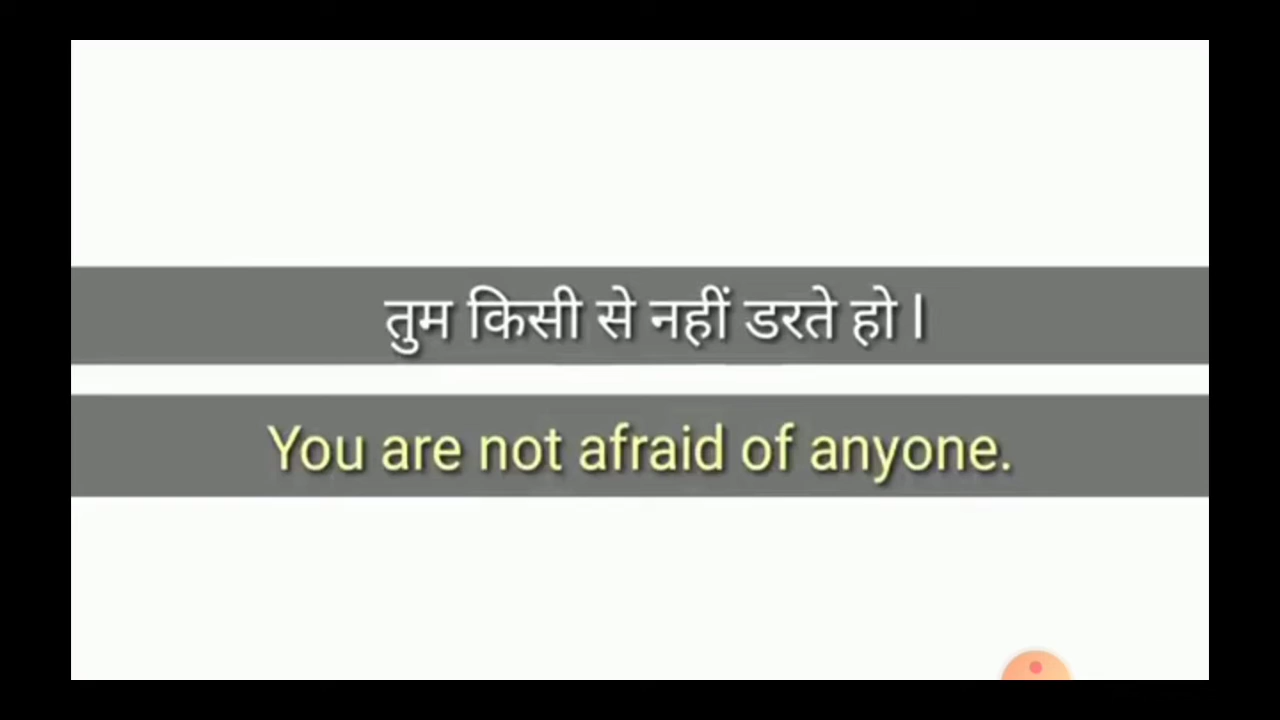 तुम किसी से नहीं डरते हो l
You are not afraid of anyone.